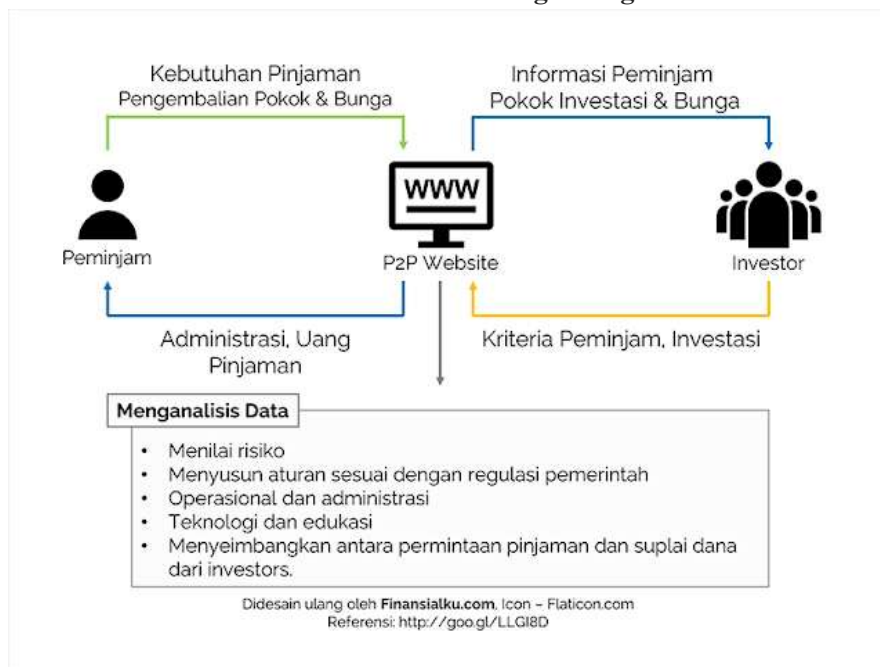 Kebutuhan Pinjaman
Pengembalian Pokok & Bunga
Informasi Peminjam
Pokok Investasi & Bunga
WWW
Peminjam
P2P Website
Investor
Administrasi, Uang
Pinjaman
Kriteria Peminjam, Investasi
Menganalisis Data
• Menilai risiko
• Menyusun aturan sesuai dengan regulasi pemerintah
• Operasional dan administrasi
• Teknologi dan edukasi
• Menyeimbangkan antara permintaan pinjaman dan suplai dana
dari investors.
Didesain ulang oleh Finansialku.com, Icon – Flaticon.com
Referensi: http://goo.gl/LLGI8D